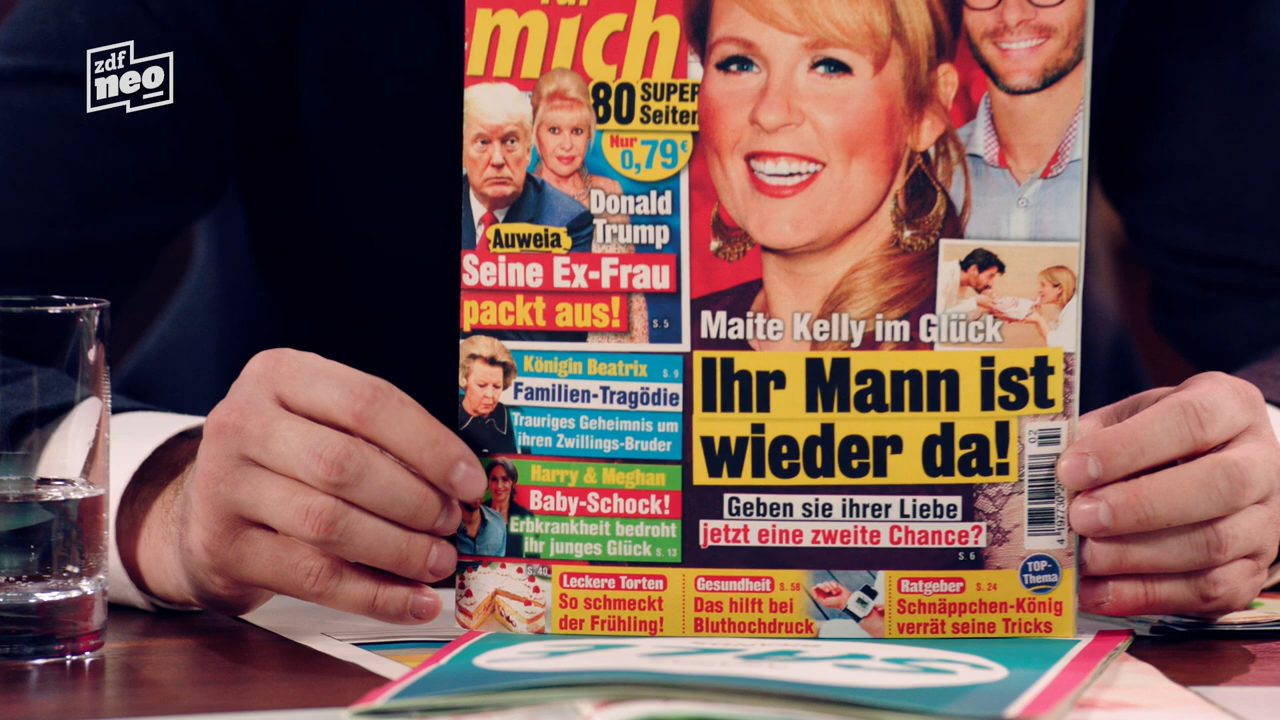 zdf
neo
für
mich
80 SUPER
Seiten
Nur
0,79€
Donald
Trump
Auweia
Seine Ex-Frau
packt aus!
S. 5
Königin Beatrix S. 9
Familien-Tragödie
Trauriges Geheimnis um
ihren Zwillings-Bruder
Harry & Meghan
Baby-Schock!
Erbkrankheit bedroht
ihr junges Glück S. 13
Maite Kelly im Glück
Ihr Mann ist
wieder da!
Geben sie ihrer Liebe
jetzt eine zweite Chance?
S. 6
02
TOP-
Thema
S. 40
Leckere Torten
So schmeckt
der Frühling!
Gesundheit S. 58
Das hilft bei
Bluthochdruck
Ratgeber S. 24
Schnäppchen-König
verrät seine Tricks